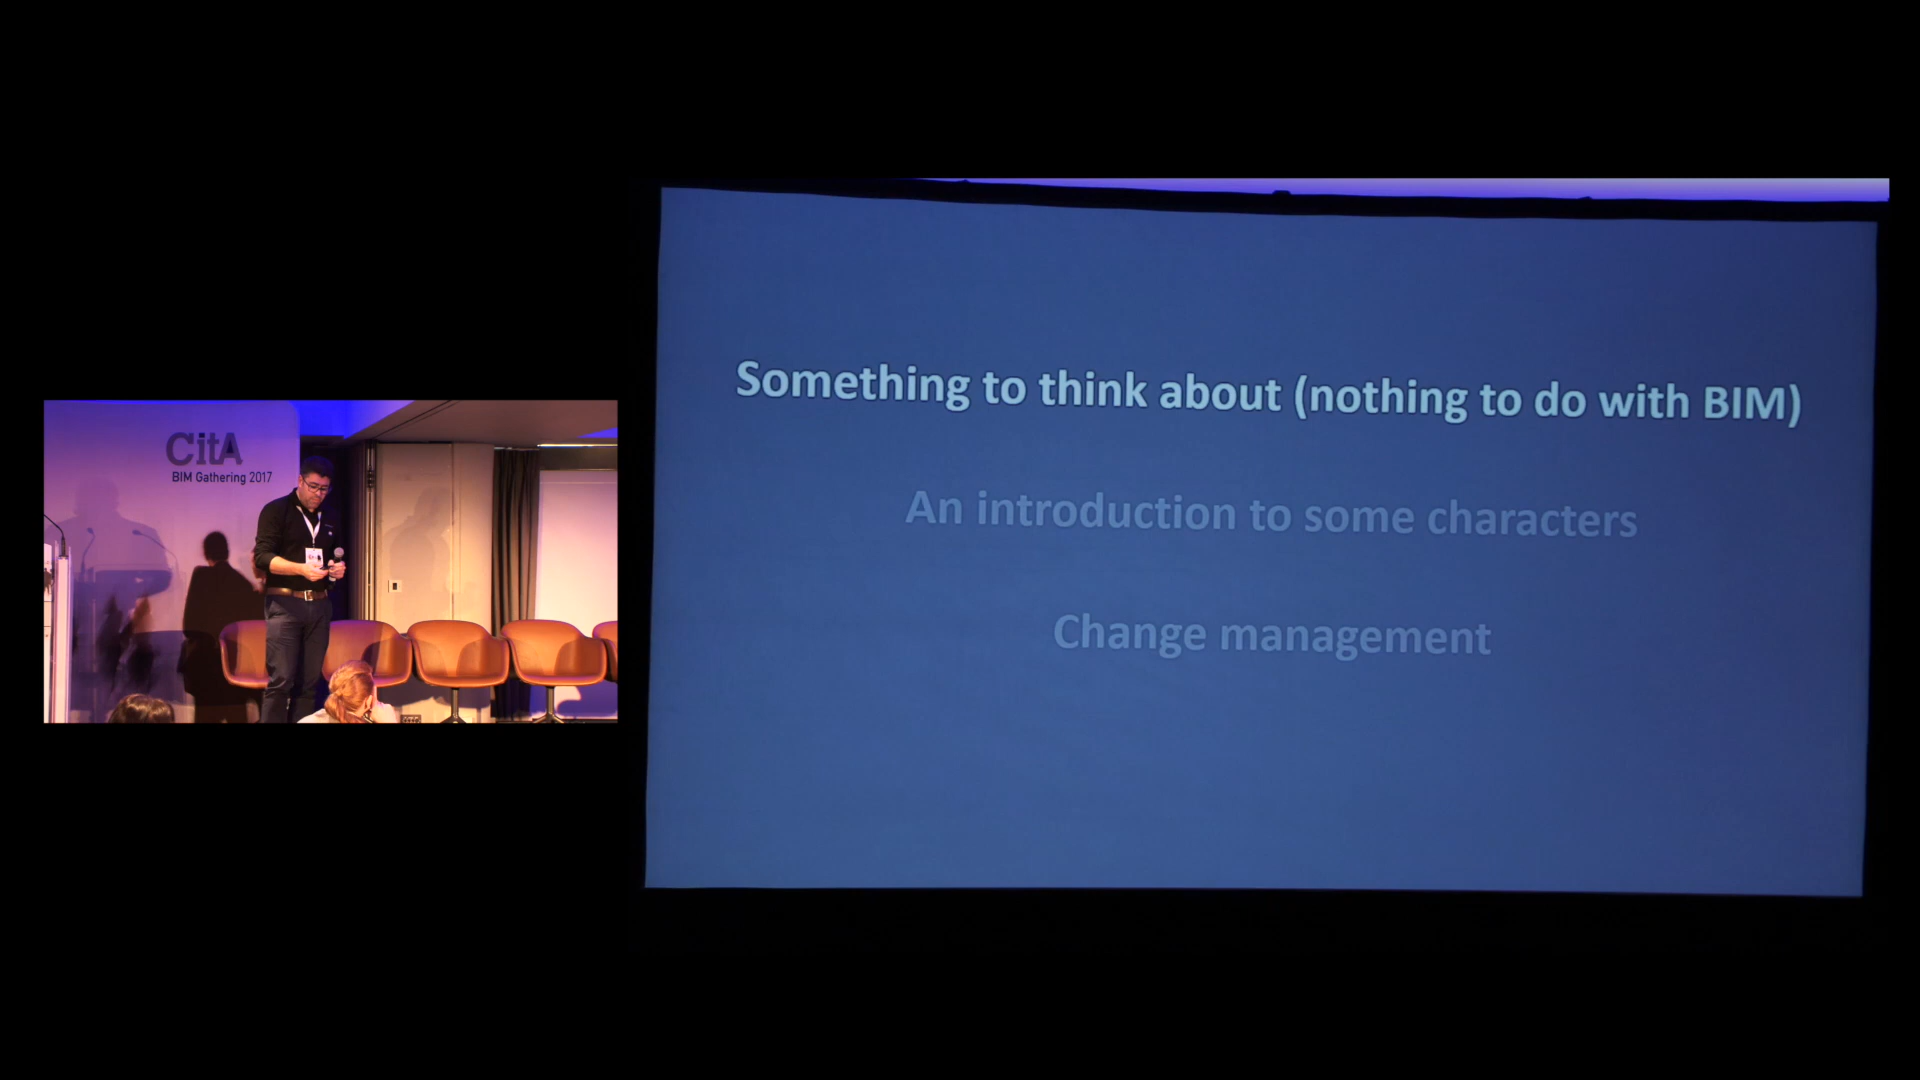 CitA
BIM Gathering 2017
Something to think about (nothing to do with BIM)
An introduction to some characters
Change management